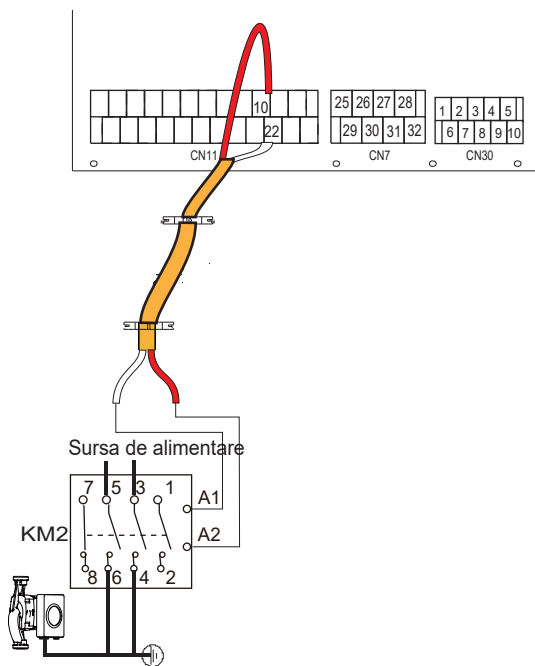 10 25 26 27 28 1 2 3 4 5
22 29 30 31 32 6 7 8 9 10
CN11 CN7 CN30
Sursa de alimentare
7 5 3 1 A1
KM2 A2
8 6 4 2